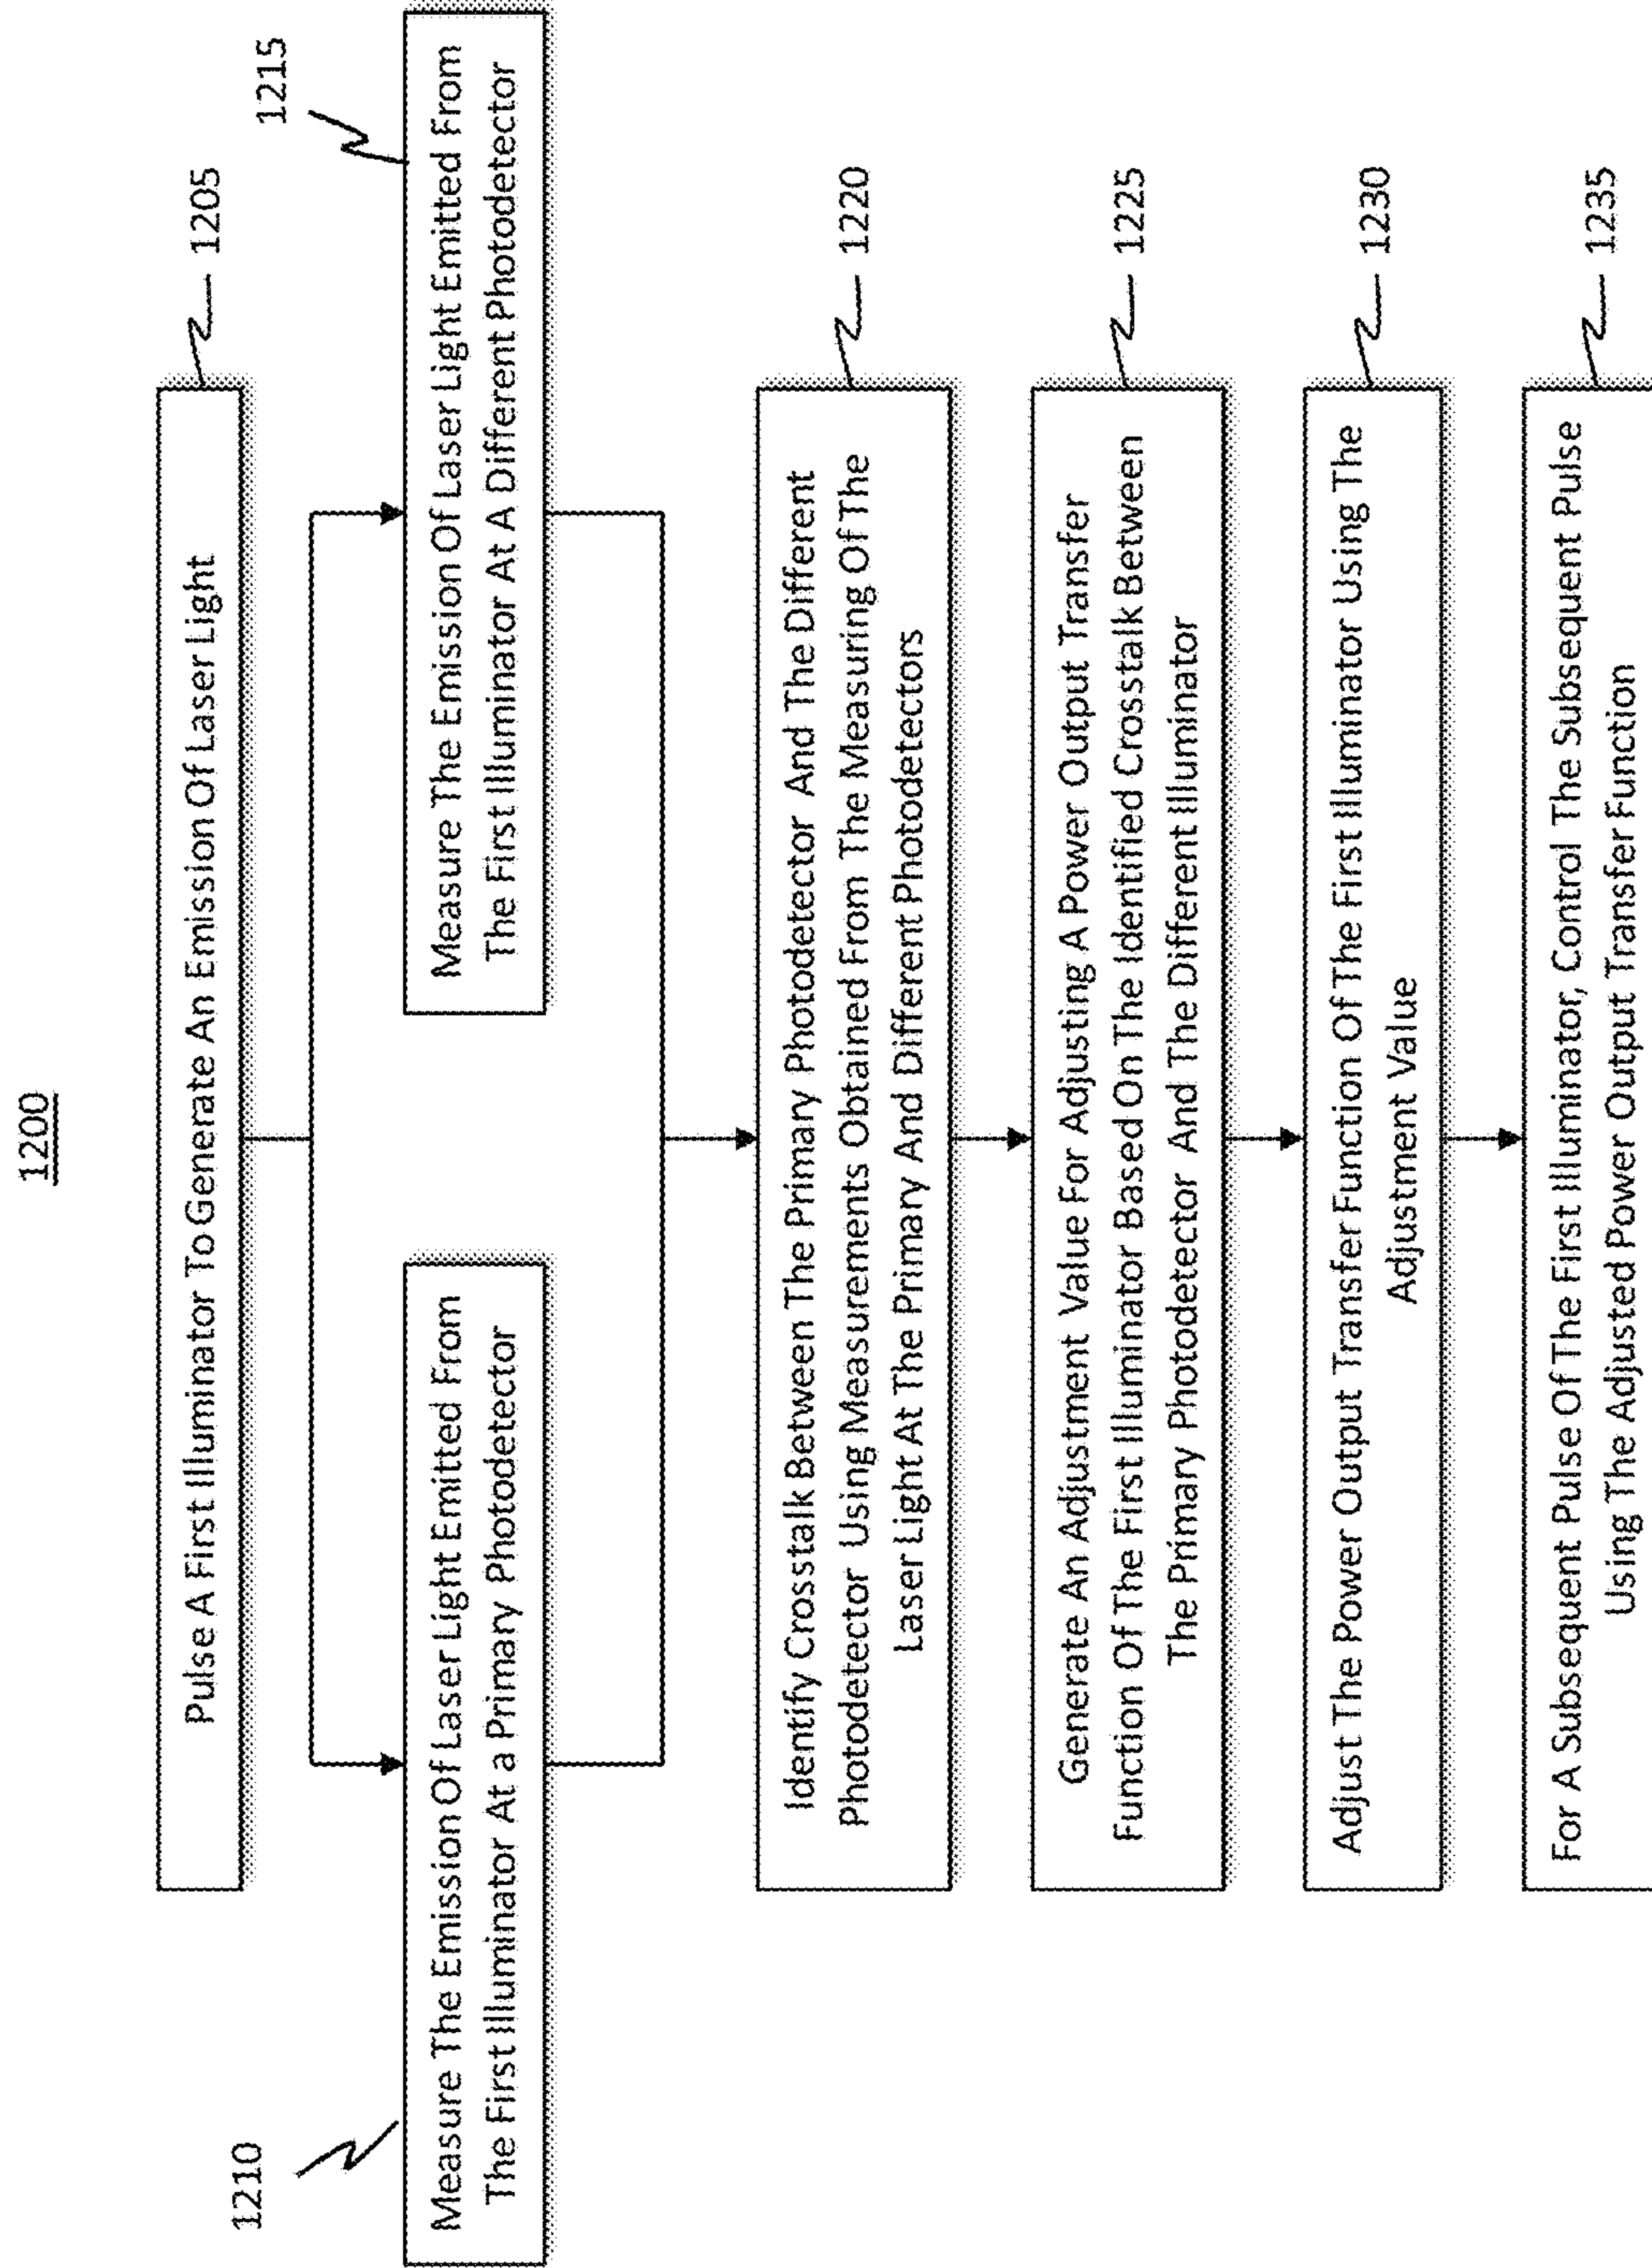 1200
Pulse A First Illuminator To Generate An Emission Of Laser Light
1205
1210
Measure The Emission Of Laser Light Emitted From
The First Illuminator At a Primary Photodetector
1215
Measure The Emission Of Laser Light Emitted From
The First Illuminator At A Different Photodetector
Identify Crosstalk Between The Primary Photodetector And The Different
Photodetector Using Measurements Obtained From The Measuring Of The
Laser Light At The Primary And Different Photodetectors
1220
Generate An Adjustment Value For Adjusting A Power Output Transfer
Function Of The First Illuminator Based On The Identified Crosstalk Between
The Primary Photodetector And The Different Illuminator
1225
Adjust The Power Output Transfer Function Of The First Illuminator Using The
Adjustment Value
1230
For A Subsequent Pulse Of The First Illuminator, Control The Subsequent Pulse
Using The Adjusted Power Output Transfer Function
1235